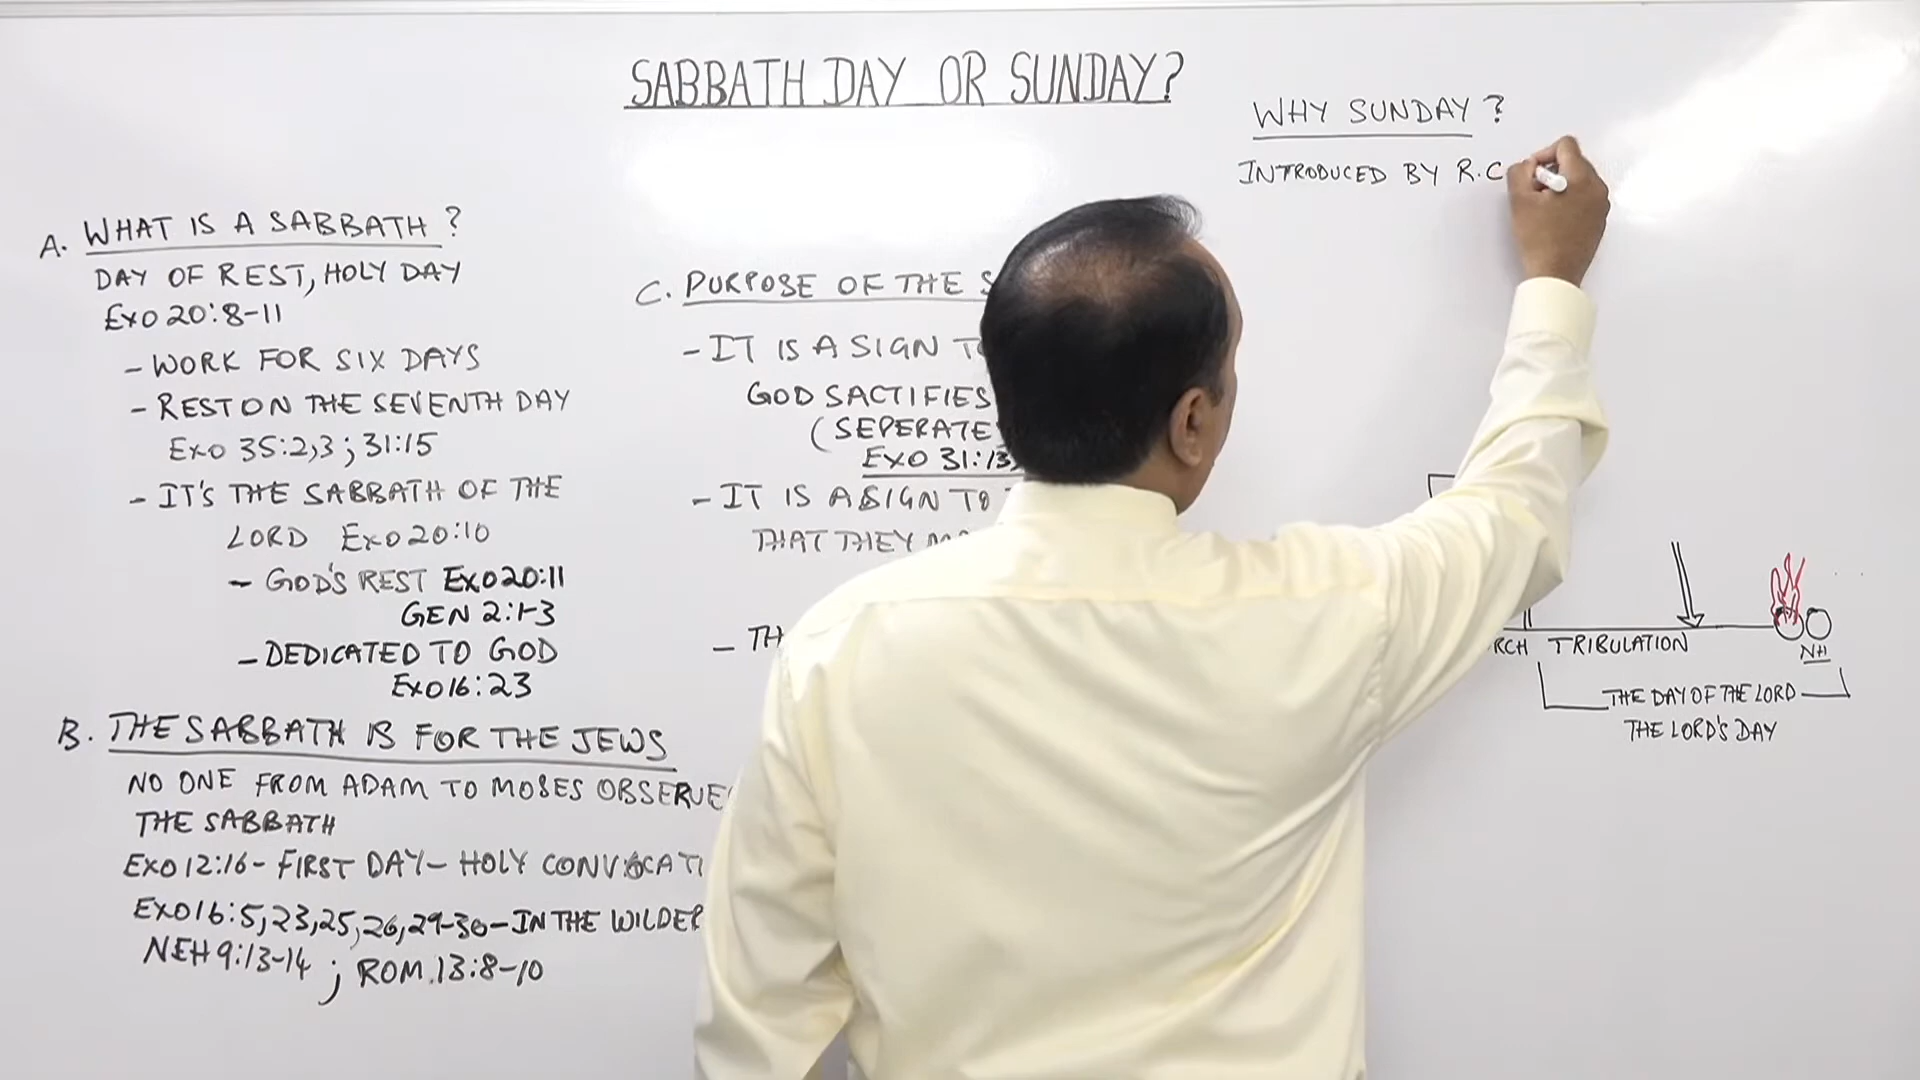 SABBATH DAY OR SUNDAY?
A. WHAT IS A SABBATH?
DAY OF REST, HOLY DAY
EXO 20:8-11
- WORK FOR SIX DAYS
- REST ON THE SEVENTH DAY
EXO 35:2,3; 31:15
- IT'S THE SABBATH OF THE
LORD EXO 20:10
- GOD'S REST EXO 20:11
GEN 2:1-3
- DEDICATED TO GOD
EXO 16:23
B. THE SABBATH IS FOR THE JEWS
NO ONE FROM ADAM TO MOSES
THE SABBATH
EXO 12:16 - FIRST DAY - HOLY
EXO 16:5,23,25,26,29-30 - IN THE
NEH 9:13-14 ; ROM.13:8-10
C. PURPOSE OF THE
- IT IS A SIGN
GOD SACTIFIES
(SEPERATE
EXO 31:13
- IT IS A SIGN TO
THAT THEY
WHY SUNDAY?
INTRODUCED BY R.C
TRIBULATION
NH
THE DAY OF THE LORD
THE LORD'S DAY